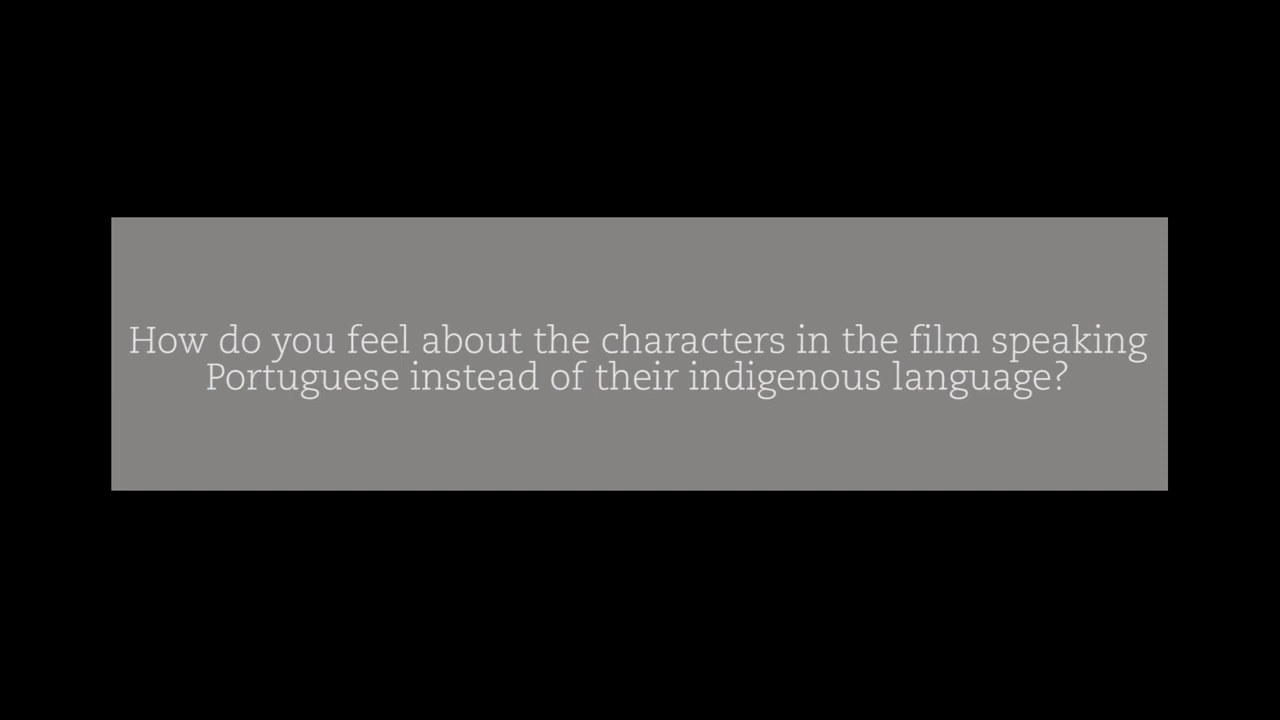 How do you feel about the characters in the film speaking
Portuguese instead of their indigenous language?